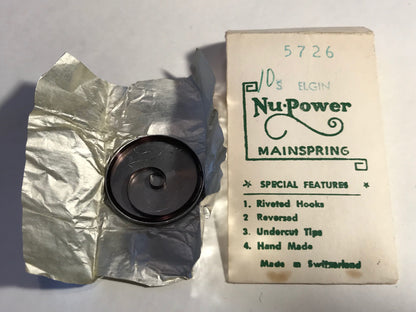 5726
10s ELGIN
Nu-Power
MAINSPRING
SPECIAL FEATURES
1. Riveted Hooks
2 Reversed
3. Undercut Tips
4. Hand Made
Made in Switzerland